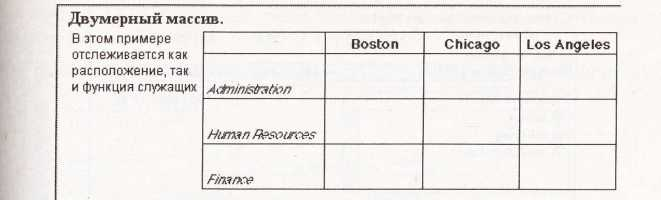 Двумерный массив.
В этом примере
отслеживается как
расположение, так
и функция служащих
Boston Chicago Los Angeles
Administration
Human Resources
Finance